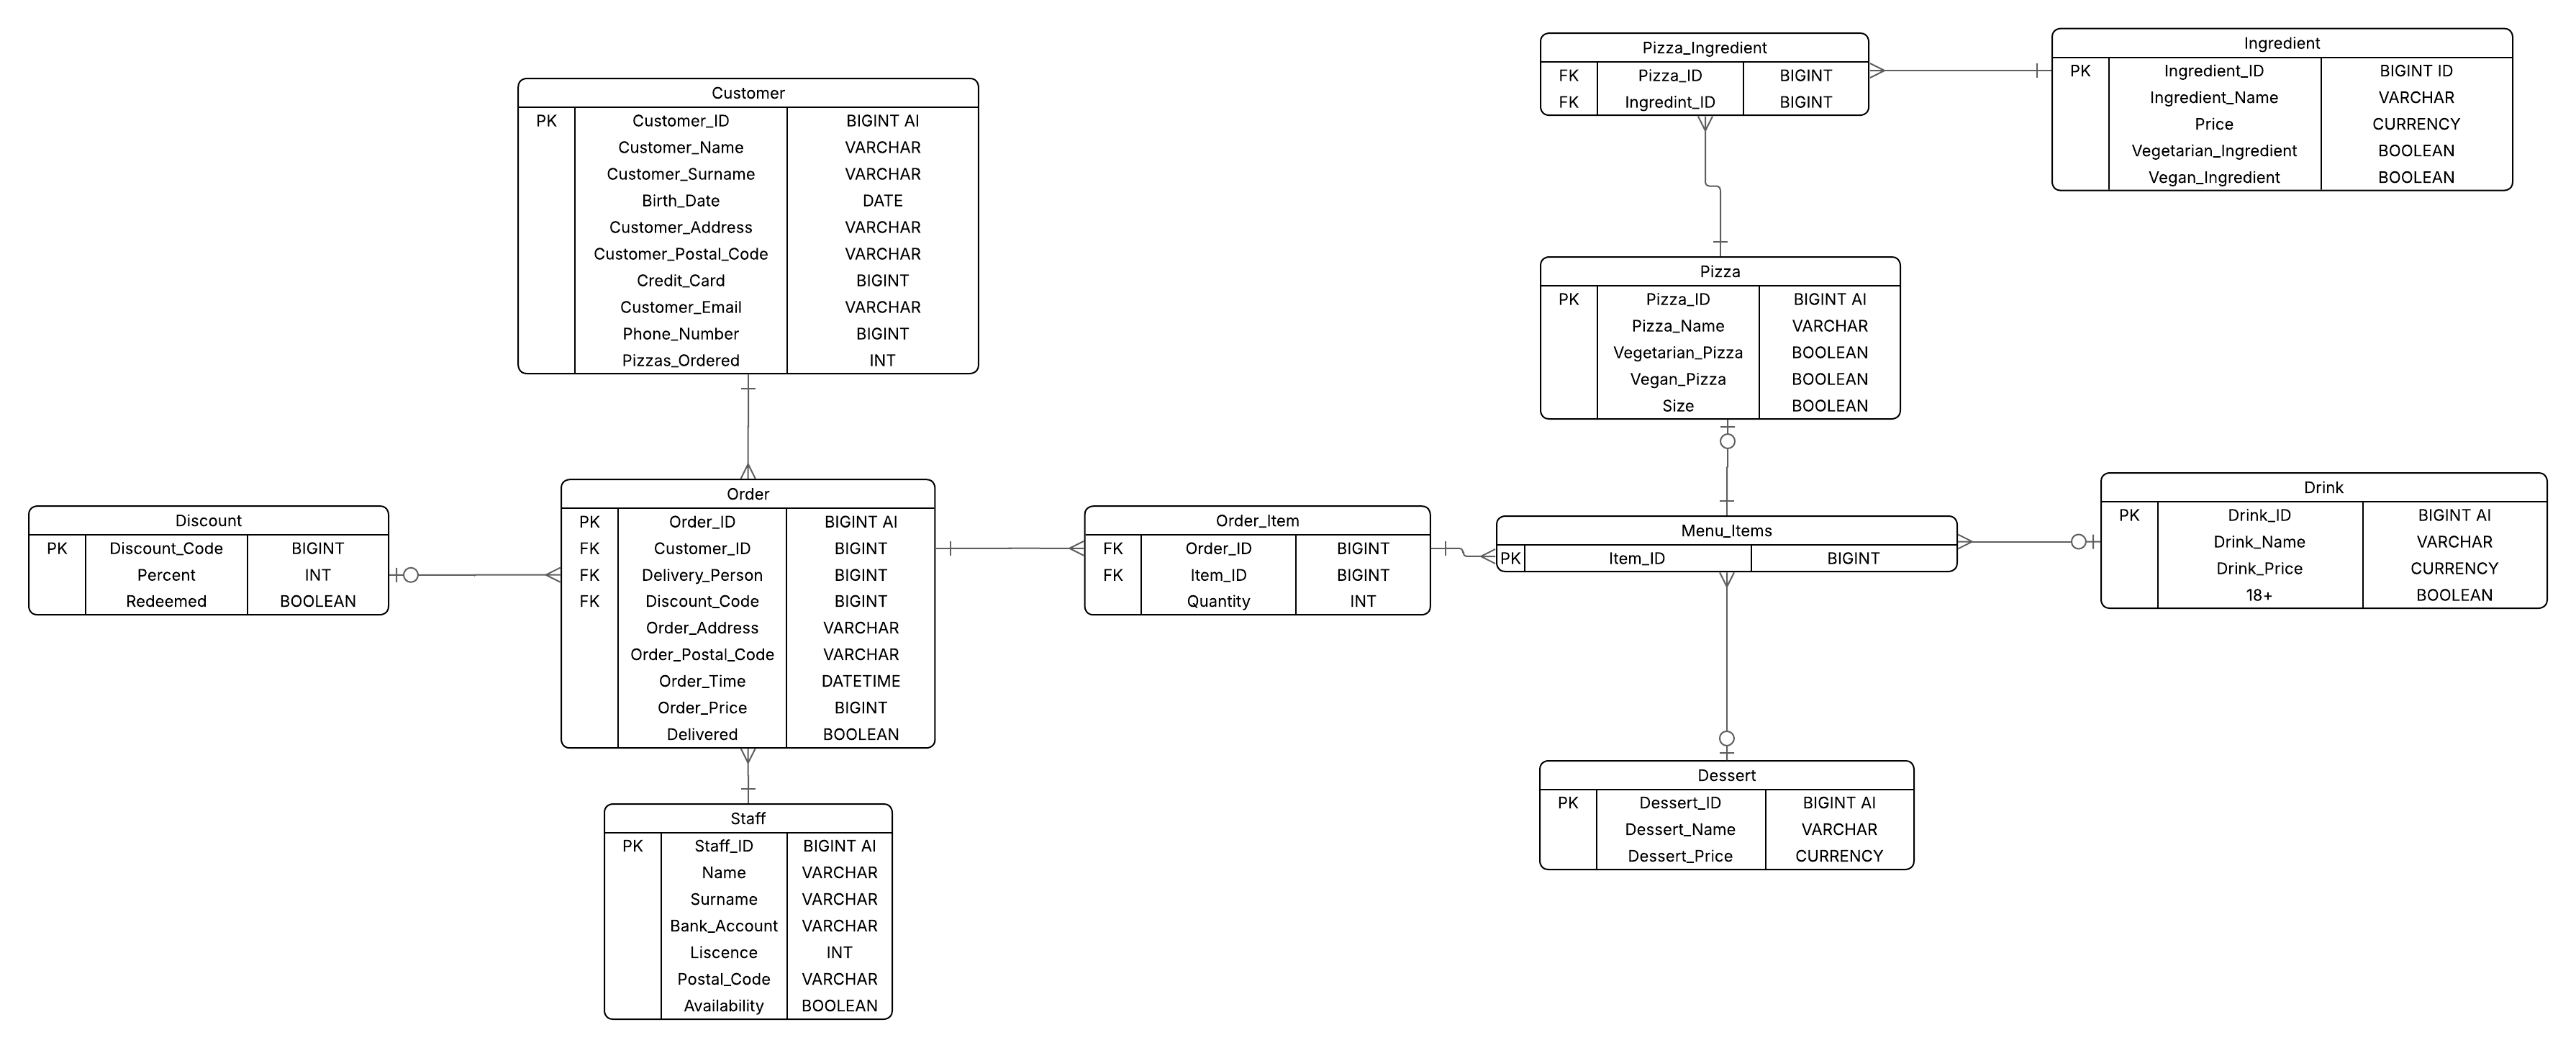 Pizza_Ingredient
FK Pizza_ID BIGINT
FK Ingredint_ID BIGINT
Ingredient
PK Ingredient_ID BIGINT ID
Ingredient_Name VARCHAR
Price CURRENCY
Vegetarian_Ingredient BOOLEAN
Vegan_Ingredient BOOLEAN
Customer
PK Customer_ID BIGINT AI
Customer_Name VARCHAR
Customer_Surname VARCHAR
Birth_Date DATE
Customer_Address VARCHAR
Customer_Postal_Code VARCHAR
Credit_Card BIGINT
Customer_Email VARCHAR
Phone_Number BIGINT
Pizzas_Ordered INT
Pizza
PK Pizza_ID BIGINT AI
Pizza_Name VARCHAR
Vegetarian_Pizza BOOLEAN
Vegan_Pizza BOOLEAN
Size BOOLEAN
Discount
PK Discount_Code BIGINT
Percent INT
Redeemed BOOLEAN
Order
PK Order_ID BIGINT AI
FK Customer_ID BIGINT
FK Delivery_Person BIGINT
FK Discount_Code BIGINT
Order_Address VARCHAR
Order_Postal_Code VARCHAR
Order_Time DATETIME
Order_Price BIGINT
Delivered BOOLEAN
Order_Item
FK Order_ID BIGINT
FK Item_ID BIGINT
Quantity INT
Menu_Items
PK Item_ID BIGINT
Drink
PK Drink_ID BIGINT AI
Drink_Name VARCHAR
Drink_Price CURRENCY
18+ BOOLEAN
Staff
PK Staff_ID BIGINT AI
Name VARCHAR
Surname VARCHAR
Bank_Account VARCHAR
Liscence INT
Postal_Code VARCHAR
Availability BOOLEAN
Dessert
PK Dessert_ID BIGINT AI
Dessert_Name VARCHAR
Dessert_Price CURRENCY